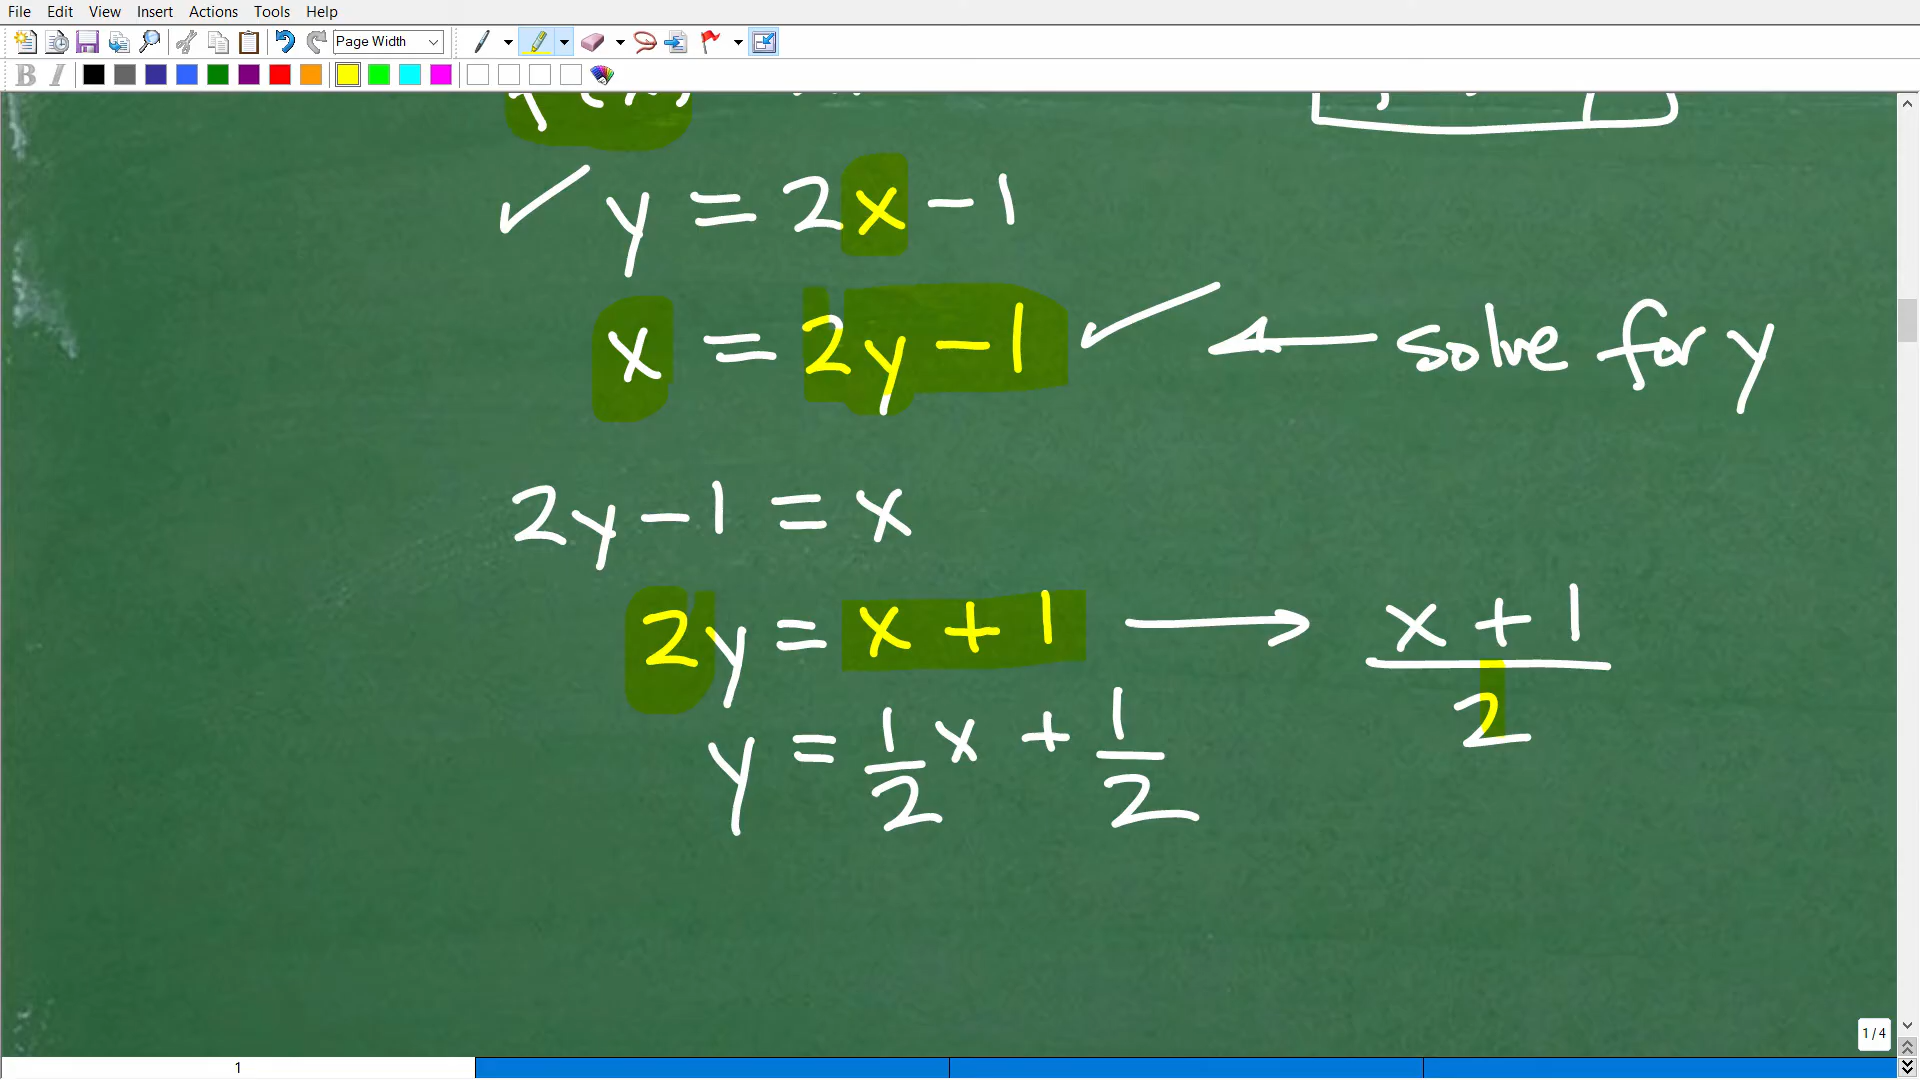 File Edit View Insert Actions Tools Help
Page Width
B I
y = 2x - 1
x = 2y - 1 ← solve for y
2y - 1 = x
2y = x + 1 → x + 1 / 2
y = 1/2 x + 1/2
1 / 4
1